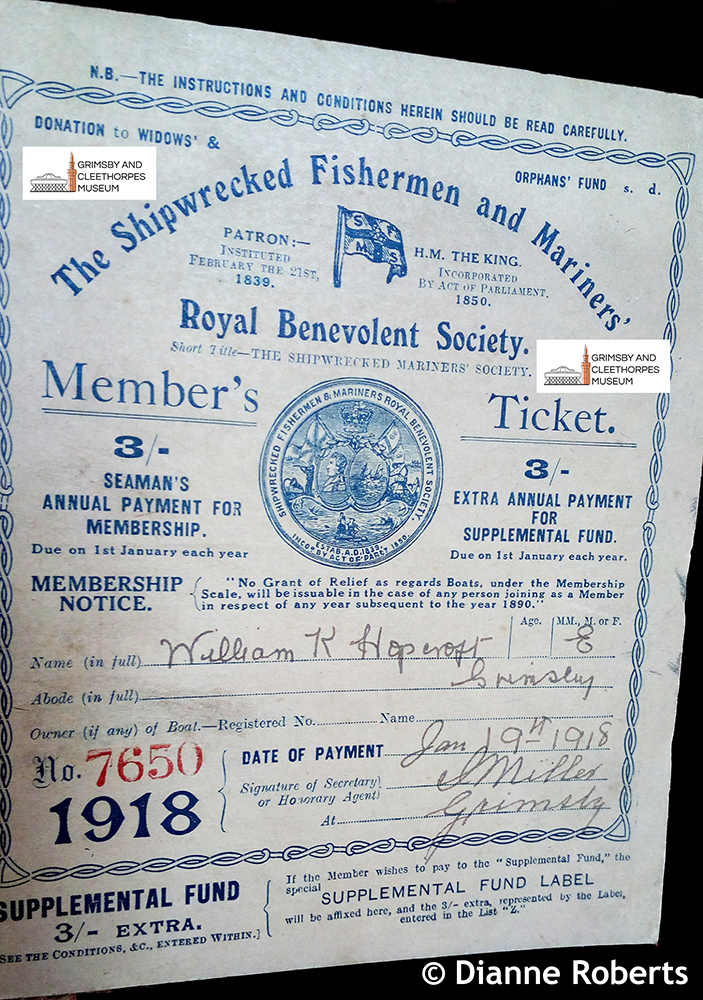 N.B.—THE INSTRUCTIONS AND CONDITIONS HEREIN SHOULD BE READ CAREFULLY.
DONATION to WIDOWS' &
ORPHANS' FUND s. d.
GRIMSBY AND
CLEETHORPES
MUSEUM
The Shipwrecked Fishermen and Mariners'
S F
M S
PATRON:—
INSTITUTED
FEBRUARY THE 21ST,
1839.
H.M. THE KING.
INCORPORATED
BY ACT OF PARLIAMENT.
1850.
Royal Benevolent Society.
Short Title—THE SHIPWRECKED MARINERS' SOCIETY.
GRIMSBY AND
CLEETHORPES
MUSEUM
Member's
Ticket.
SHIPWRECKED FISHERMEN & MARINERS ROYAL BENEVOLENT SOCIETY.
ESTAB. A.D. 1839.
INCOR. BY ACT OF PARLT 1850.
3/-
SEAMAN'S
ANNUAL PAYMENT FOR
MEMBERSHIP.
Due on 1st January each year
3/-
EXTRA ANNUAL PAYMENT
FOR
SUPPLEMENTAL FUND.
Due on 1st January each year.
MEMBERSHIP
NOTICE.
"No Grant of Relief as regards Boats, under the Membership
Scale, will be issuable in the case of any person joining as a Member
in respect of any year subsequent to the year 1890."
Age. MM., M. or F.
Name (in full) William K Hopcroft
Abode (in full) Grimsby
Owner (if any) of Boat.—Registered No. Name
No. 7650
1918
DATE OF PAYMENT Jan 19th 1918
Signature of Secretary
or Honorary Agent Miller
At Grimsby
SUPPLEMENTAL FUND
3/- EXTRA.
SEE THE CONDITIONS, &C., ENTERED WITHIN.]
If the Member wishes to pay to the "Supplemental Fund," the
special
SUPPLEMENTAL FUND LABEL
will be affixed here, and the 3/- extra, represented by the Label,
entered in the List "Z."
© Dianne Roberts